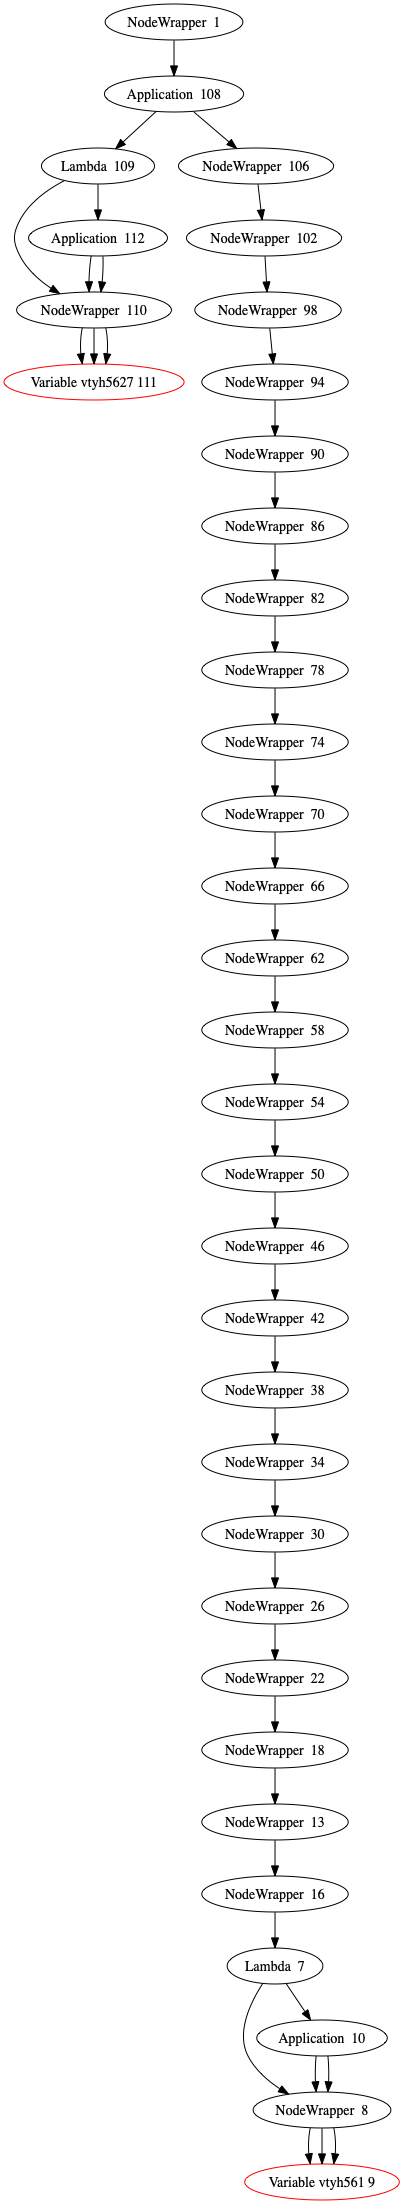 NodeWrapper 1
Application 108
Lambda 109
NodeWrapper 106
Application 112
NodeWrapper 102
NodeWrapper 110
NodeWrapper 98
Variable vtyh5627 111
NodeWrapper 94
NodeWrapper 90
NodeWrapper 86
NodeWrapper 82
NodeWrapper 78
NodeWrapper 74
NodeWrapper 70
NodeWrapper 66
NodeWrapper 62
NodeWrapper 58
NodeWrapper 54
NodeWrapper 50
NodeWrapper 46
NodeWrapper 42
NodeWrapper 38
NodeWrapper 34
NodeWrapper 30
NodeWrapper 26
NodeWrapper 22
NodeWrapper 18
NodeWrapper 13
NodeWrapper 16
Lambda 7
Application 10
NodeWrapper 8
Variable vtyh561 9